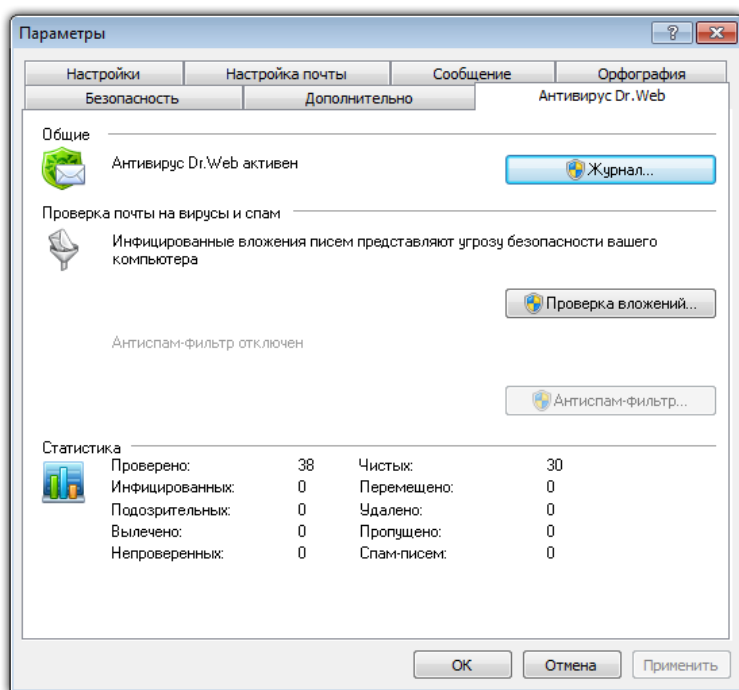 Параметры
Настройки Настройка почты Сообщение Орфография
Безопасность Дополнительно Антивирус Dr.Web
Общие
Антивирус Dr.Web активен Журнал...
Проверка почты на вирусы и спам
Инфицированные вложения писем представляют угрозу безопасности вашего
компьютера
Проверка вложений...
Антиспам-фильтр отключен
Антиспам-фильтр...
Статистика
Проверено: 38 Чистых: 30
Инфицированных: 0 Перемещено: 0
Подозрительных: 0 Удалено: 0
Вылечено: 0 Пропущено: 0
Непроверенных: 0 Спам-писем: 0
ОК Отмена Применить